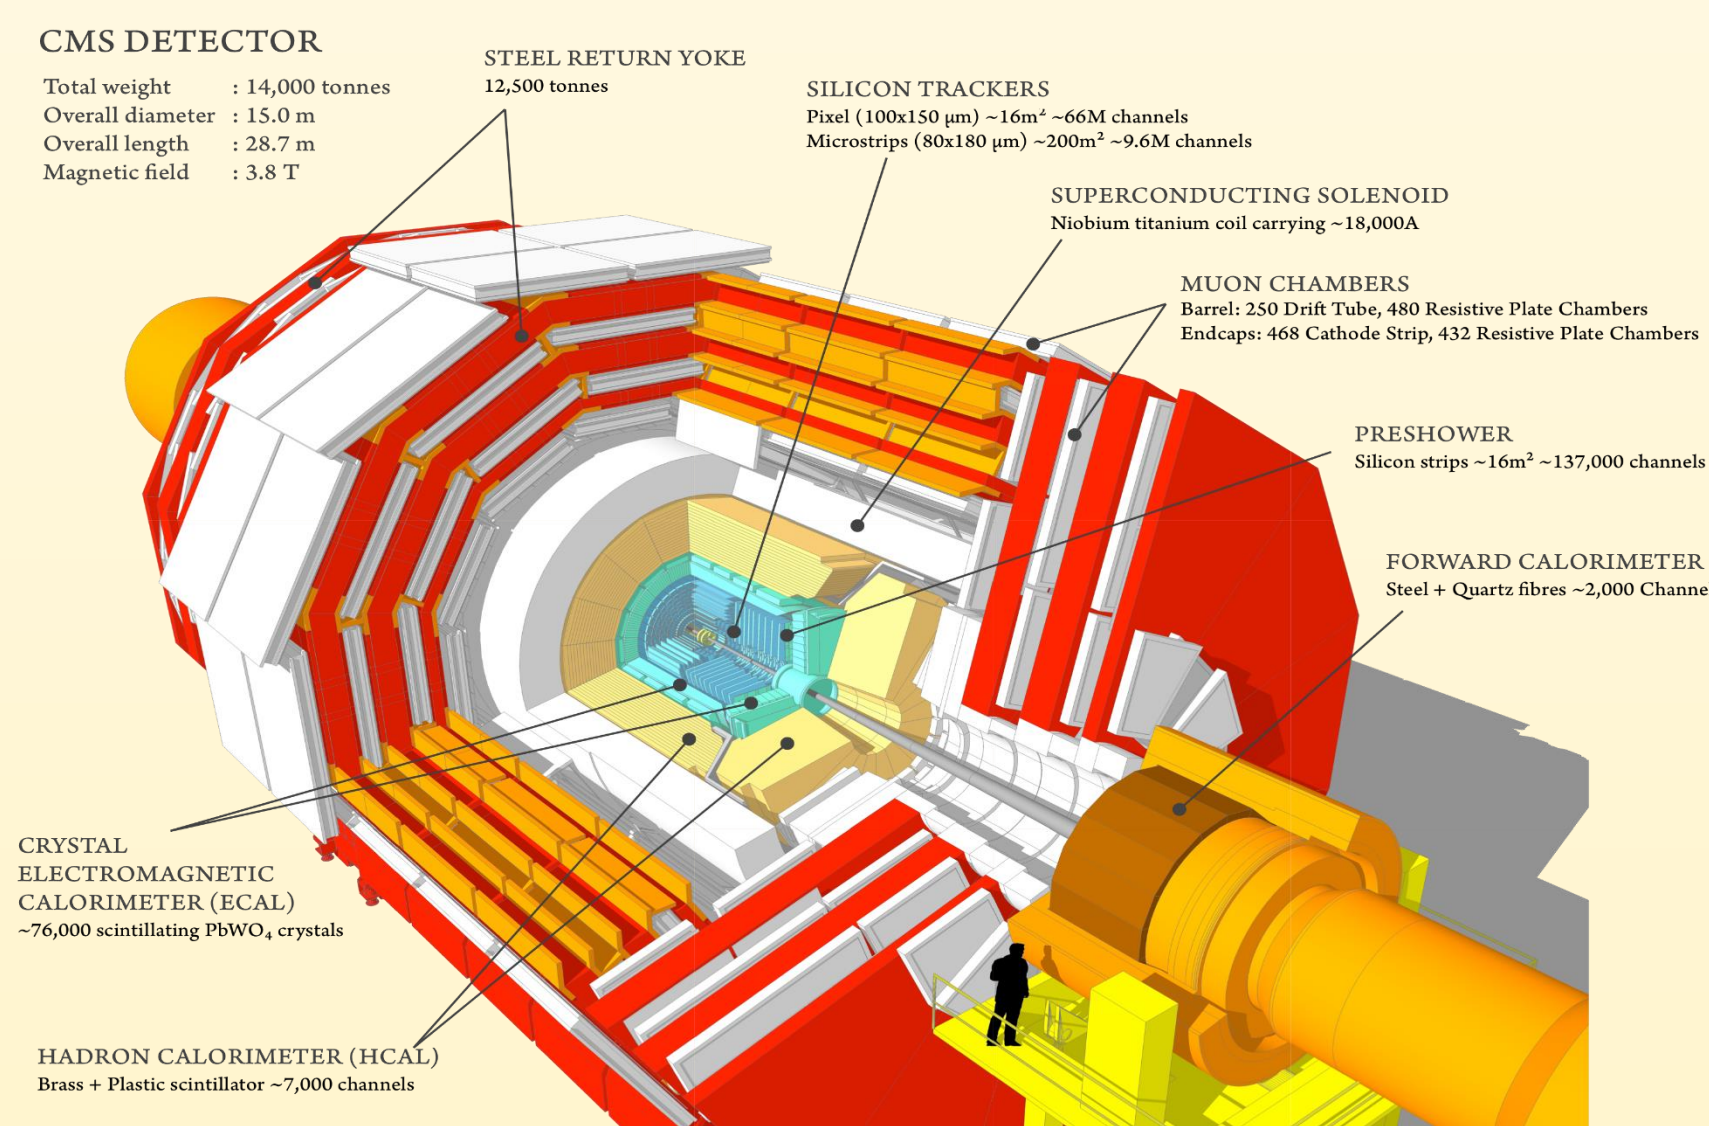 CMS DETECTOR
Total weight : 14,000 tonnes
Overall diameter : 15.0 m
Overall length : 28.7 m
Magnetic field : 3.8 T
STEEL RETURN YOKE
12,500 tonnes
SILICON TRACKERS
Pixel (100x150 μm) ~16m² ~66M channels
Microstrips (80x180 μm) ~200m² ~9.6M channels
SUPERCONDUCTING SOLENOID
Niobium titanium coil carrying ~18,000A
MUON CHAMBERS
Barrel: 250 Drift Tube, 480 Resistive Plate Chambers
Endcaps: 468 Cathode Strip, 432 Resistive Plate Chambers
PRESHOWER
Silicon strips ~16m² ~137,000 channels
FORWARD CALORIMETER
Steel + Quartz fibres ~2,000 Channe
CRYSTAL
ELECTROMAGNETIC
CALORIMETER (ECAL)
~76,000 scintillating PbWO₄ crystals
HADRON CALORIMETER (HCAL)
Brass + Plastic scintillator ~7,000 channels